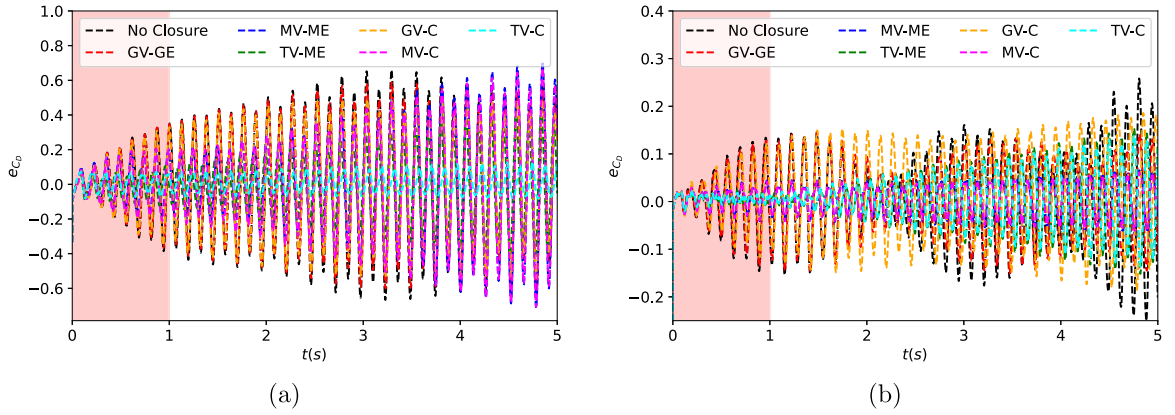 No Closure MV-ME GV-C TV-C
GV-GE TV-ME MV-C
1.0
0.8
0.6
0.4
0.2
0.0
−0.2
−0.4
−0.6
e_{C_D}
0 1 2 3 4 5
t(s)
(a)
No Closure MV-ME GV-C TV-C
GV-GE TV-ME MV-C
0.4
0.3
0.2
0.1
0.0
−0.1
−0.2
e_{C_D}
0 1 2 3 4 5
t(s)
(b)